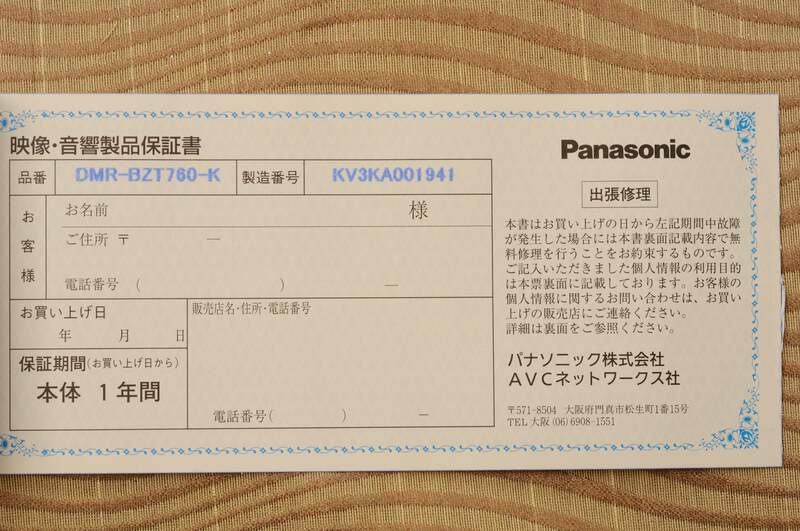 映像・音響製品保証書
Panasonic
品番 DMR-BZT760-K 製造番号 KV3KA001941
お客様
お名前 様
ご住所 〒 －
電話番号 ( ) －
お買い上げ日
年 月 日
販売店名・住所・電話番号
保証期間(お買い上げ日から)
本体 1年間
電話番号( ) －
出張修理
本書はお買い上げの日から左記期間中故障
が発生した場合には本書裏面記載内容で無
料修理を行うことをお約束するものです。
ご記入いただきました個人情報の利用目的
は本票裏面に記載しております。お客様の
個人情報に関するお問い合わせは、お買い
上げの販売店にご連絡ください。
詳細は裏面をご参照ください。
パナソニック株式会社
AVCネットワークス社
〒571-8504 大阪府門真市松生町1番15号
TEL 大阪 (06) 6908-1551